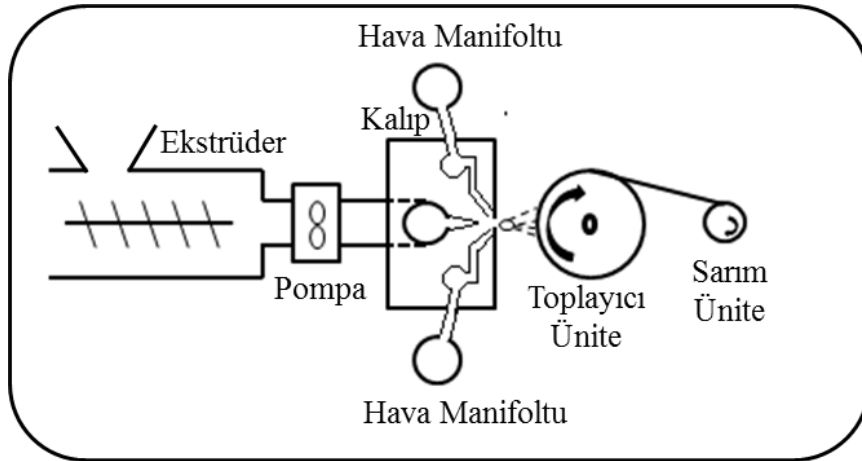 Hava Manifoltu
Kalıp
Ekstrüder
Pompa
Toplayıcı
Ünite
Sarım
Ünite
Hava Manifoltu